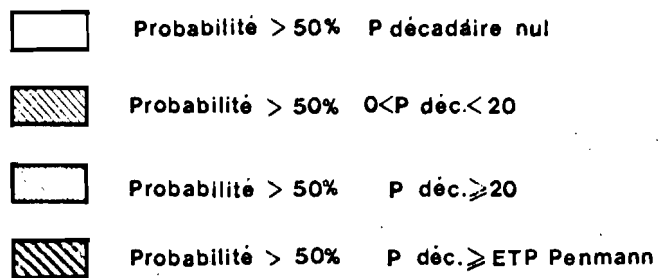 Probabilité > 50% P décadaire nul
Probabilité > 50% 0<P déc.<20
Probabilité > 50% P déc.⩾20
Probabilité > 50% P déc.⩾ETP Penmann